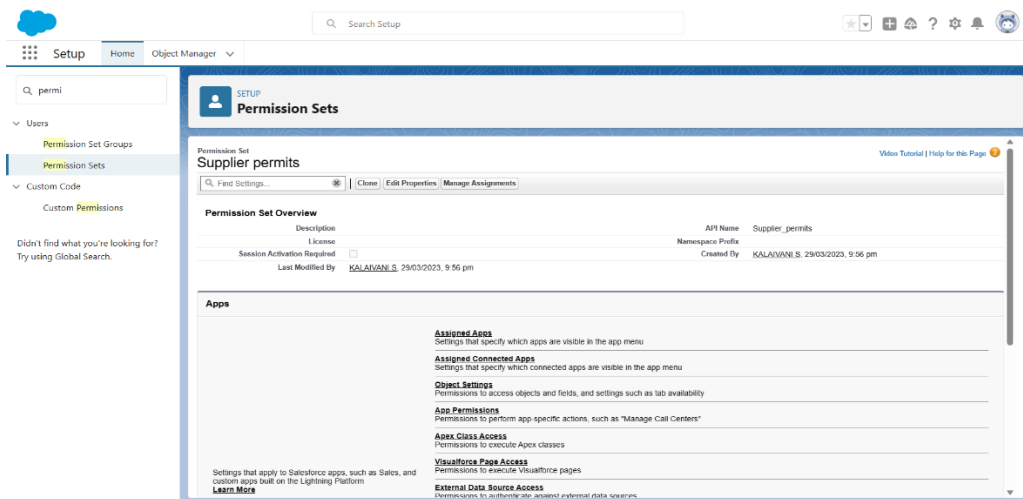 Search Setup
Setup
Home
Object Manager
permi
Users
Permission Set Groups
Permission Sets
Custom Code
Custom Permissions
Didn't find what you're looking for?
Try using Global Search.
SETUP
Permission Sets
Permission Set
Supplier permits
Video Tutorial | Help for this Page
Find Settings...
Clone
Edit Properties
Manage Assignments
Permission Set Overview
Description
API Name Supplier_permits
License
Namespace Prefix
Session Activation Required
Created By KALAIVANI S, 29/03/2023, 9:56 pm
Last Modified By KALAIVANI S, 29/03/2023, 9:56 pm
Apps
Settings that apply to Salesforce apps, such as Sales, and
custom apps built on the Lightning Platform
Learn More
Assigned Apps
Settings that specify which apps are visible in the app menu
Assigned Connected Apps
Settings that specify which connected apps are visible in the app menu
Object Settings
Permissions to access objects and fields, and settings such as tab availability
App Permissions
Permissions to perform app-specific actions, such as "Manage Call Centers"
Apex Class Access
Permissions to execute Apex classes
Visualforce Page Access
Permissions to execute Visualforce pages
External Data Source Access
Permissions to authenticate against external data sources